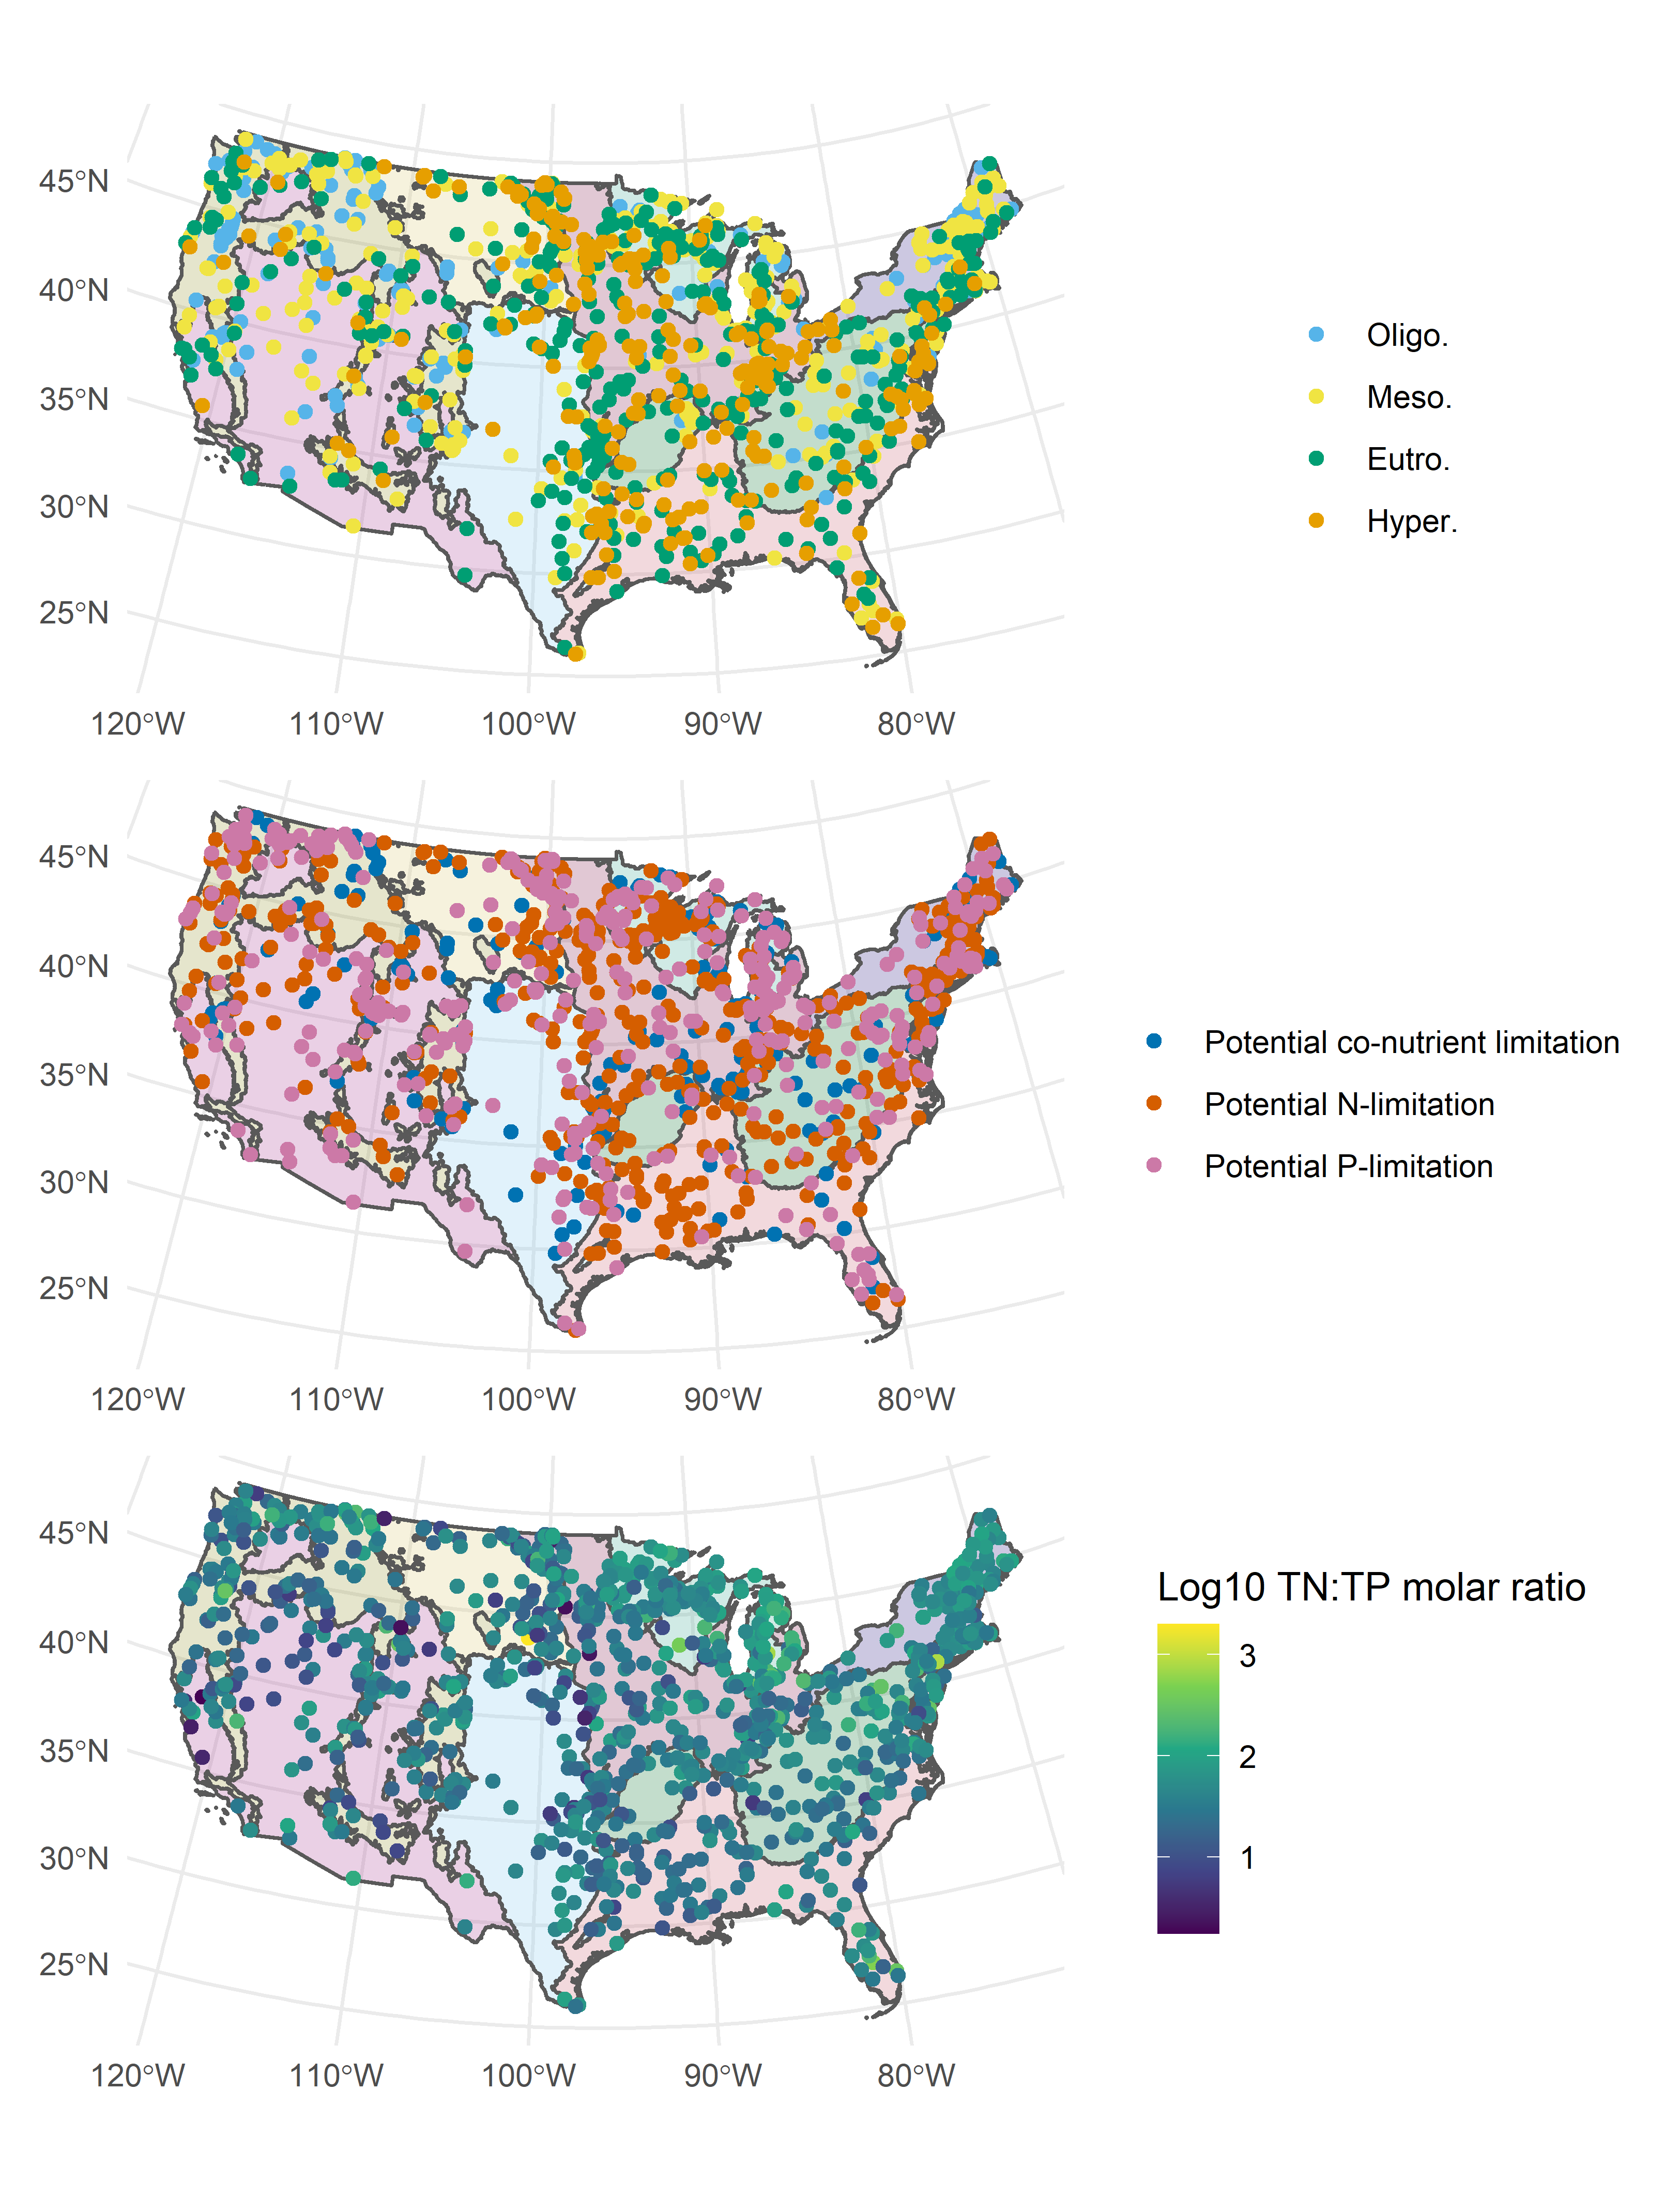 45°N
40°N
35°N
30°N
25°N
120°W 110°W 100°W 90°W 80°W
Oligo.
Meso.
Eutro.
Hyper.
45°N
40°N
35°N
30°N
25°N
120°W 110°W 100°W 90°W 80°W
Potential co-nutrient limitation
Potential N-limitation
Potential P-limitation
45°N
40°N
35°N
30°N
25°N
120°W 110°W 100°W 90°W 80°W
Log10 TN:TP molar ratio
3
2
1